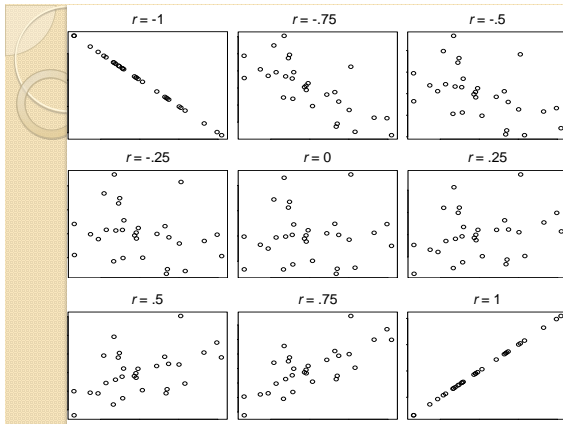 r = -1
r = -.75
r = -.5
r = -.25
r = 0
r = .25
r = .5
r = .75
r = 1